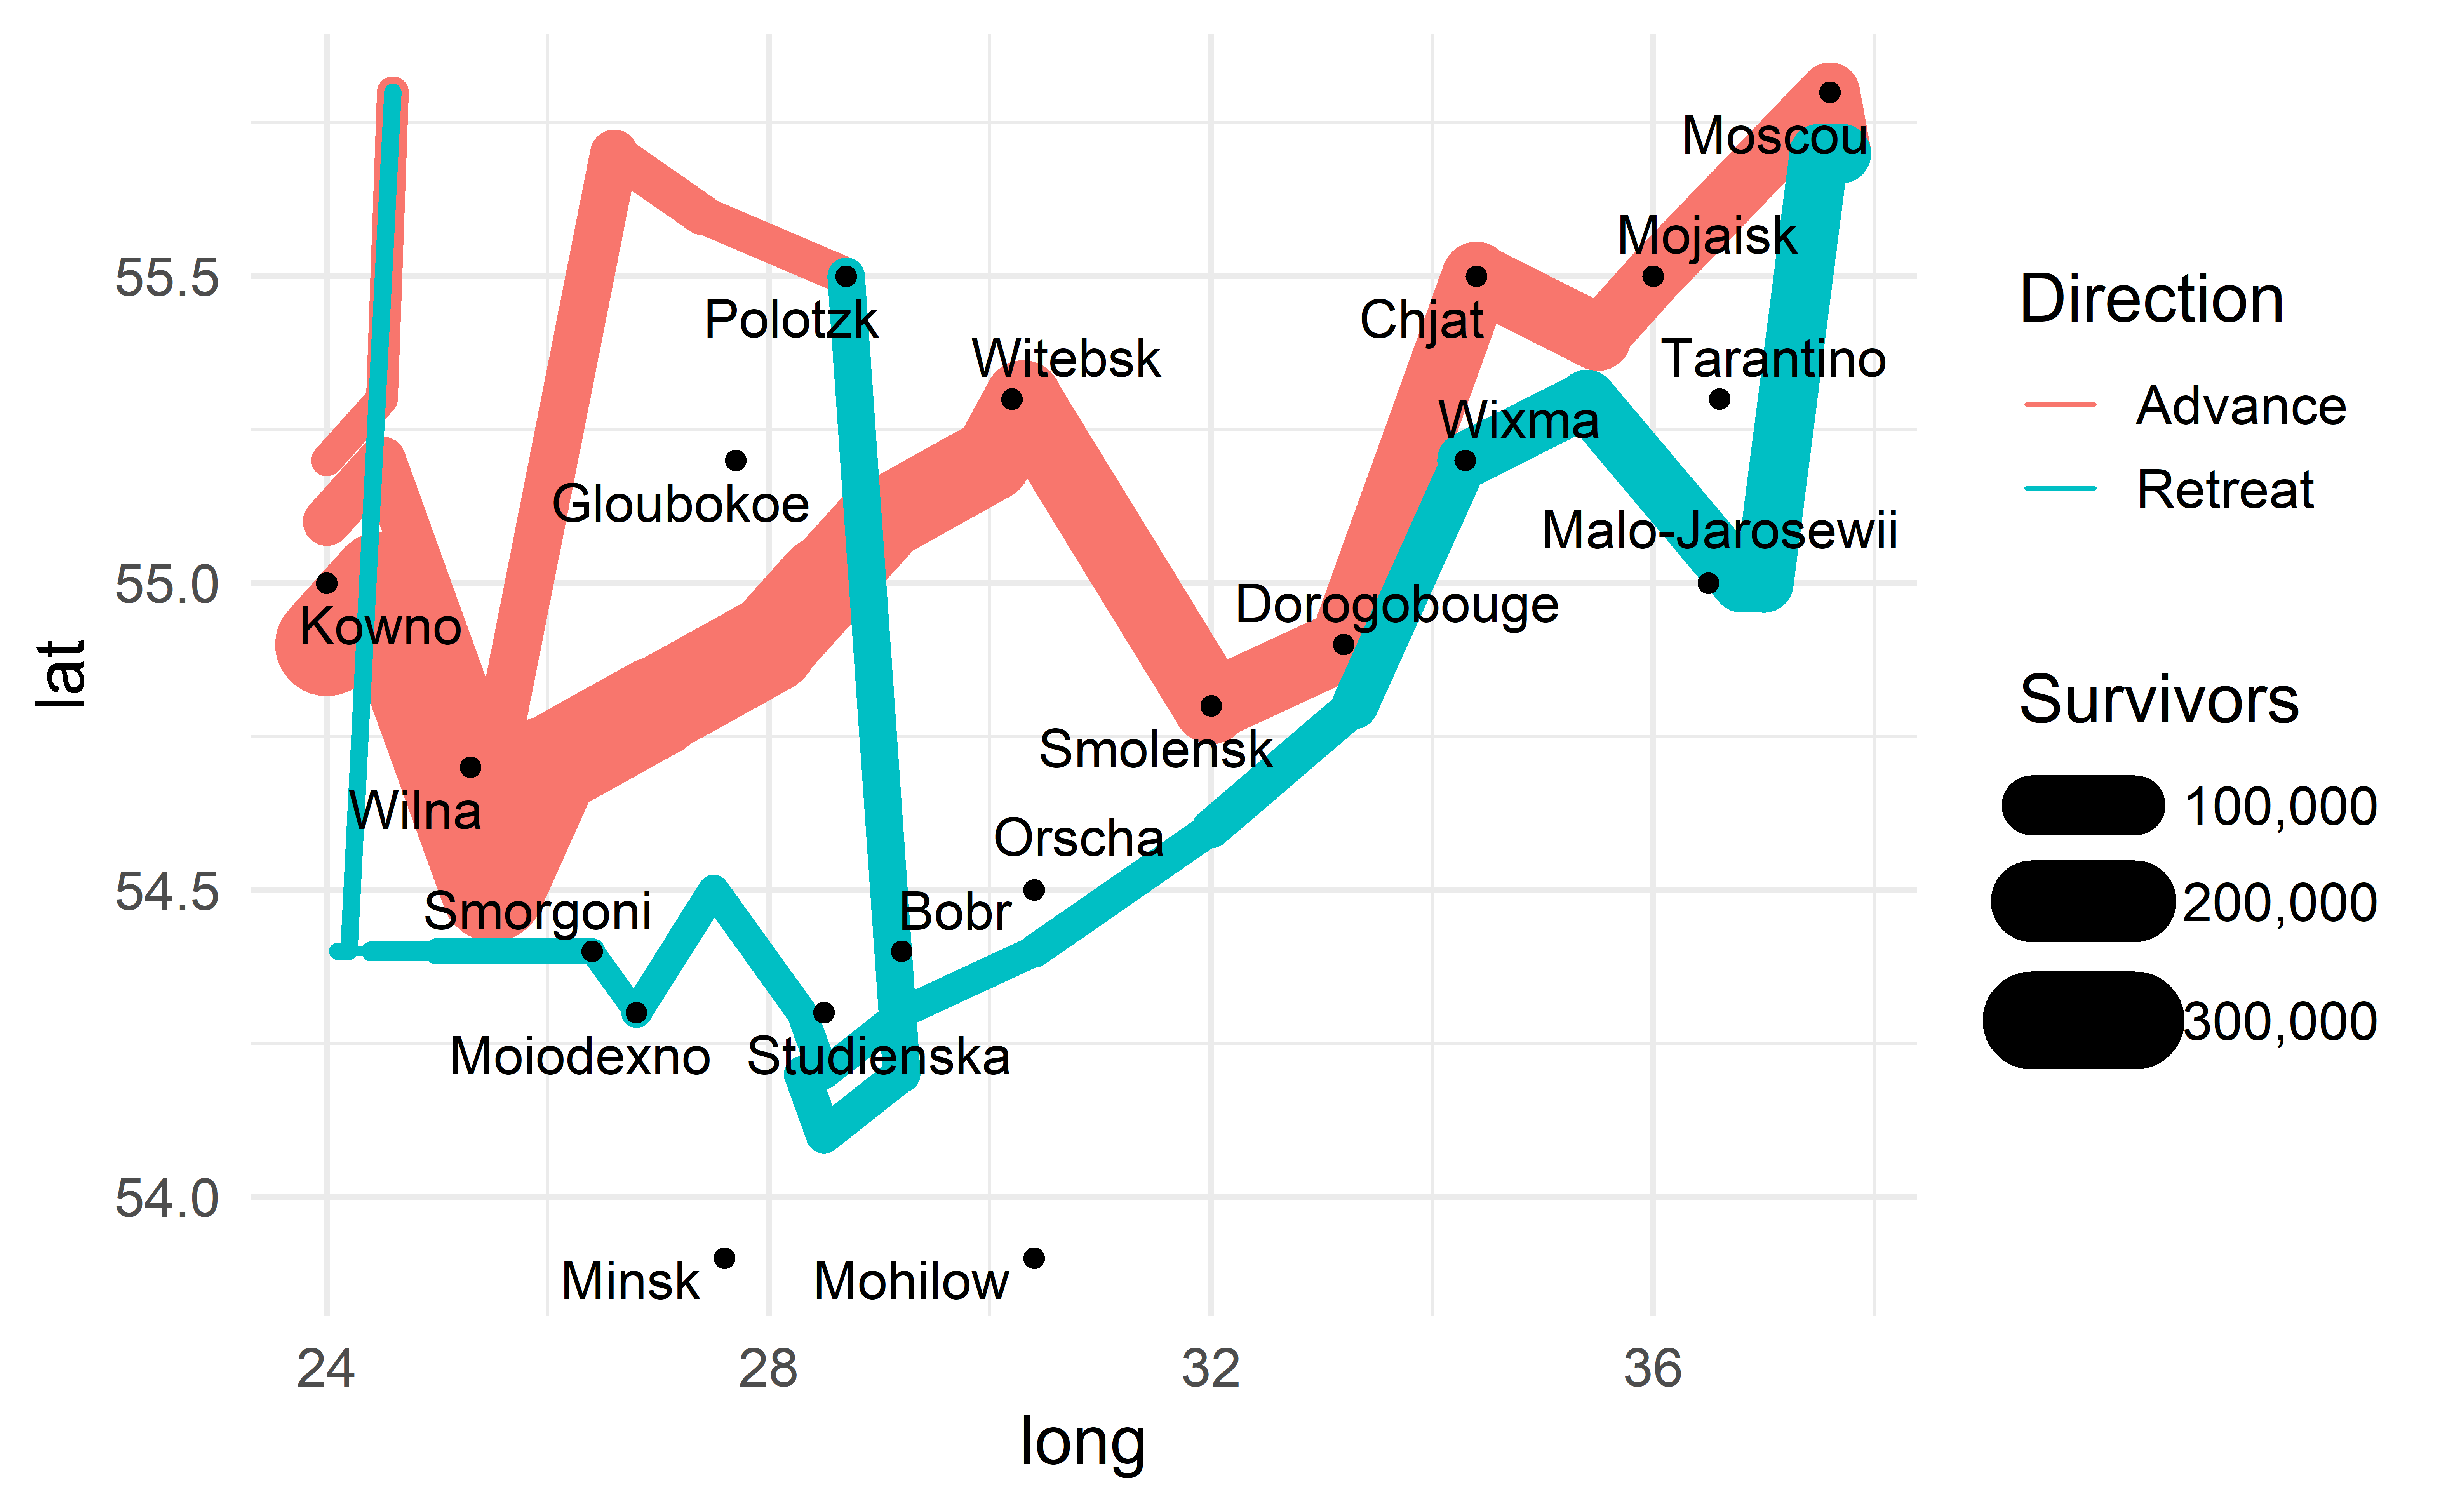 Moscou
Mojaisk
55.5
Polotzk
Chjat
Witebsk
Tarantino
Wixma
Gloubokoe
Malo-Jarosewii
55.0
Kowno
Dorogobouge
lat
Smolensk
Wilna
Orscha
54.5
Smorgoni
Bobr
Moiodexno
Studienska
54.0
Minsk
Mohilow
24
28
32
36
long
Direction
Advance
Retreat
Survivors
100,000
200,000
300,000